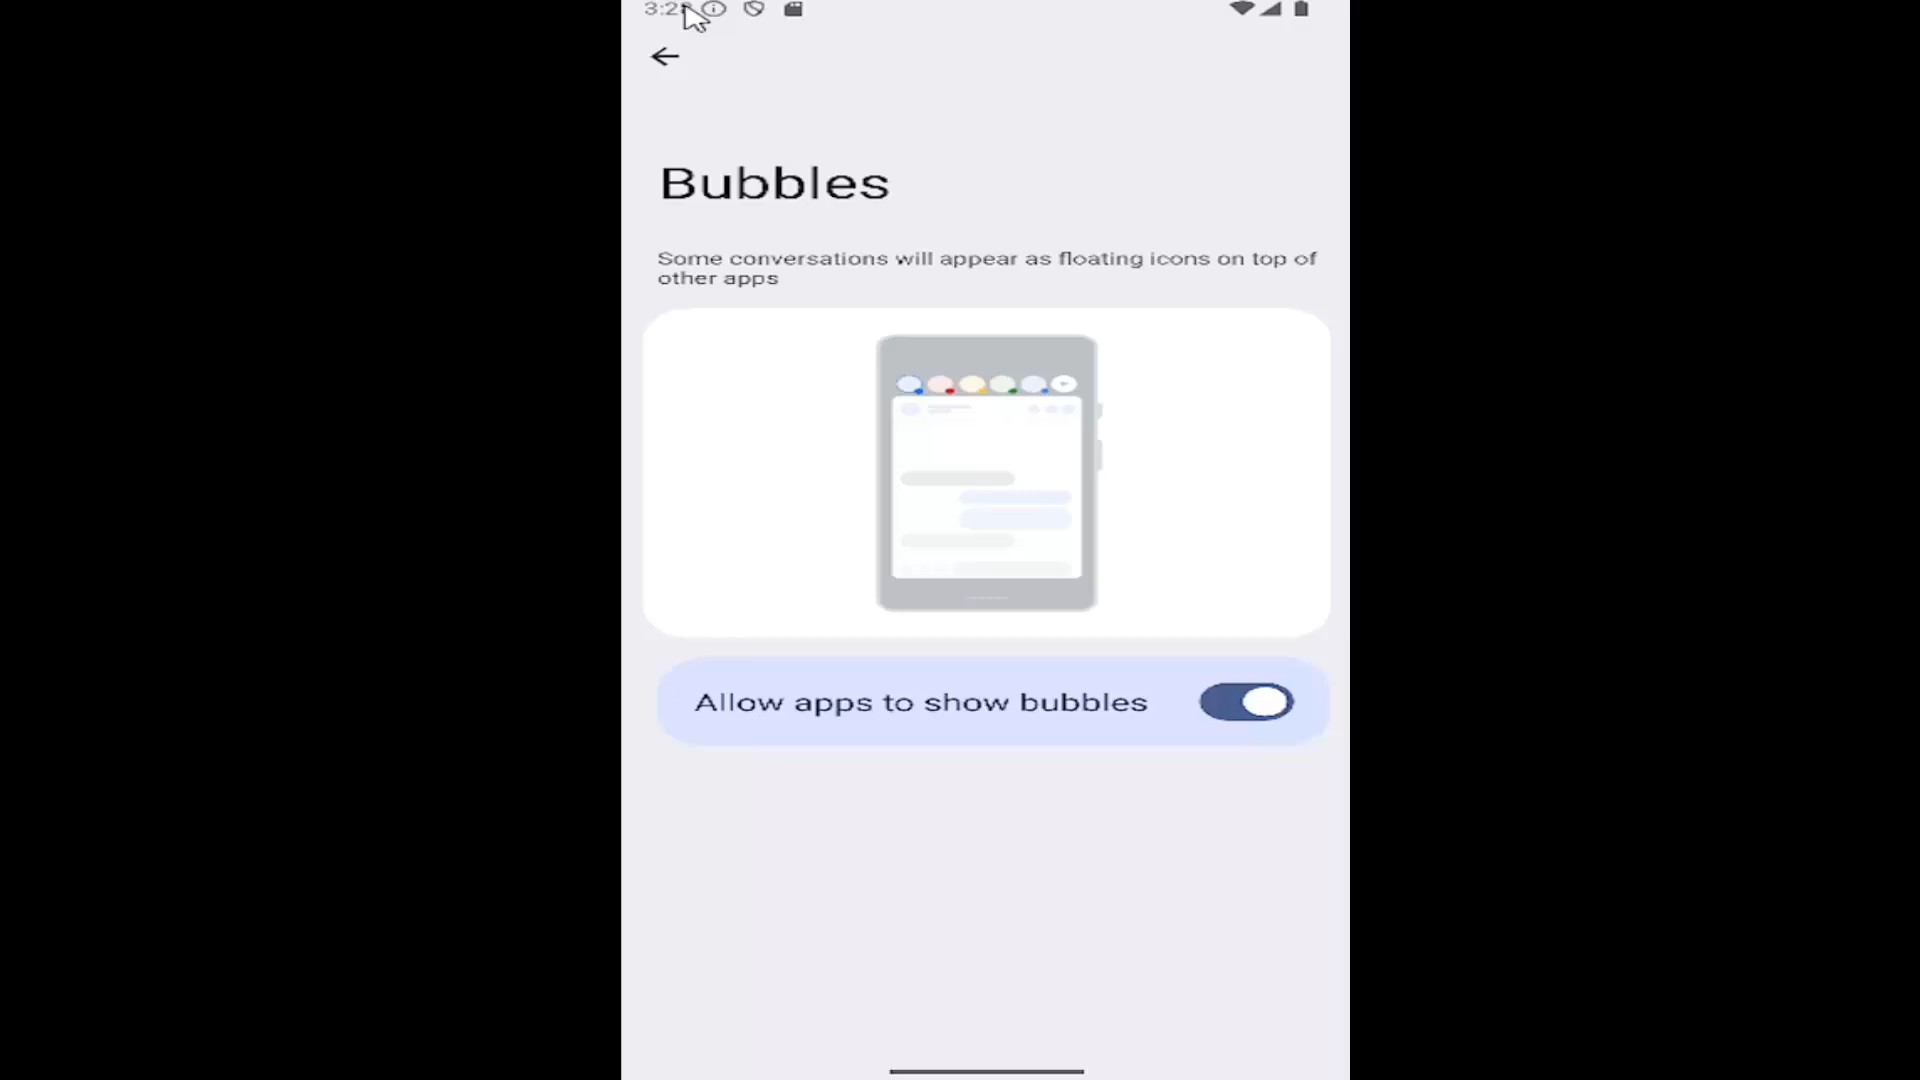 Bubbles
Some conversations will appear as floating icons on top of
other apps
Allow apps to show bubbles